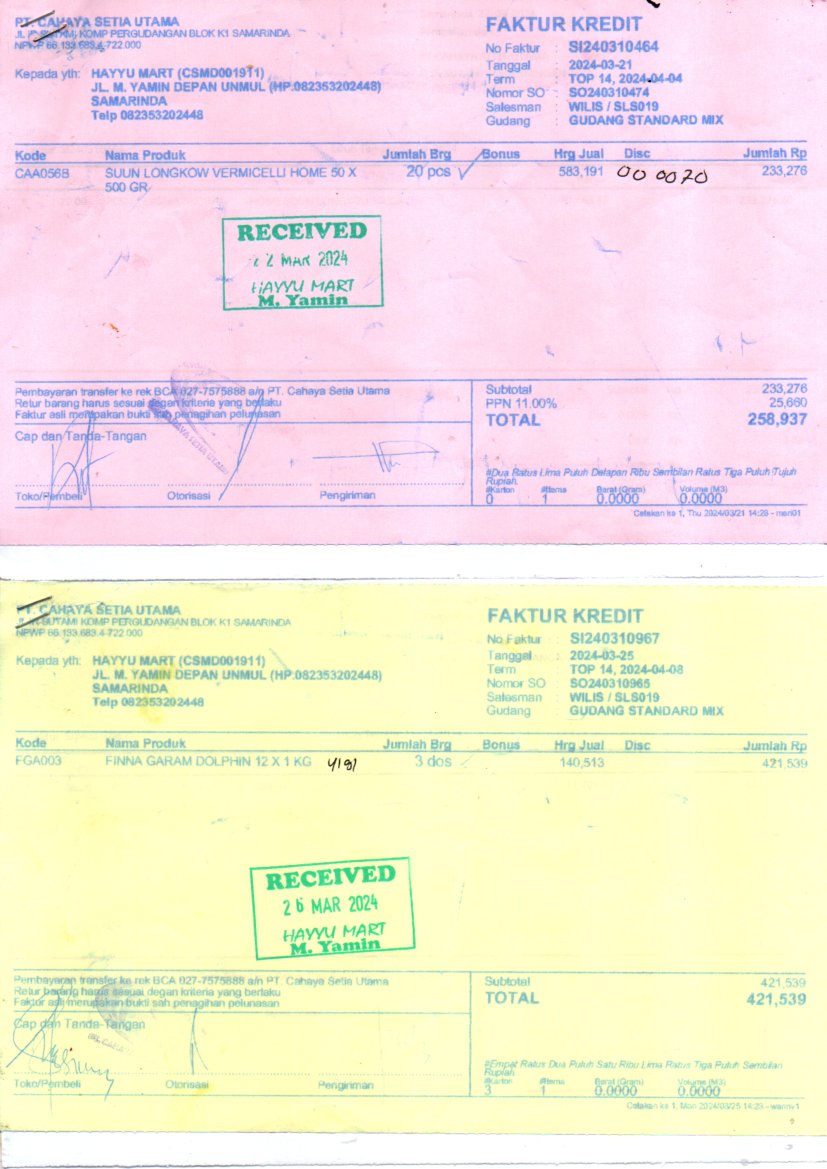 PT. CAHAYA SETIA UTAMA
KOMP PERGUDANGAN BLOK K1 SAMARINDA
NPWP 66.133.683.4-722.000
Kepada yth: HAYYU MART (CSMD001911)
JL. M. YAMIN DEPAN UNMUL (HP.082353202448)
SAMARINDA
Telp 082353202448
FAKTUR KREDIT
No Faktur : SI240310464
Tanggal : 2024-03-21
Term : TOP 14, 2024-04-04
Nomor SO : SO240310474
Salesman : WILIS / SLS019
Gudang : GUDANG STANDARD MIX
Kode Nama Produk Jumlah Brg Bonus Hrg Jual Disc Jumlah Rp
CAA056B SUUN LONGKOW VERMICELLI HOME 50 X 20 pcs 583,191 000070 233,276
500 GR
RECEIVED
22 MAR 2024
HAYYU MART
M. Yamin
Pembayaran transfer ke rek BCA 027-7575888 a/n PT. Cahaya Setia Utama
Retur barang harus sesuai degan kriteria yang berlaku
Faktur asli merupakan bukti sah penagihan pelunasan
Cap dan Tanda-Tangan
Toko/Pembeli Otorisasi Pengiriman
Subtotal 233,276
PPN 11.00% 25,660
TOTAL 258,937
#Dua Ratus Lima Puluh Delapan Ribu Sembilan Ratus Tiga Puluh Tujuh
Rupiah
#Karton #Items Berat (Gram) Volume (M3)
0 1 0.0000 0.0000
Cetakan ke 1, Thu 2024/03/21 14:28 -
PT. CAHAYA SETIA UTAMA
KOMP PERGUDANGAN BLOK K1 SAMARINDA
NPWP 66.133.683.4-722.000
Kepada yth: HAYYU MART (CSMD001911)
JL. M. YAMIN DEPAN UNMUL (HP.082353202448)
SAMARINDA
Telp 082353202448
FAKTUR KREDIT
No Faktur : SI240310967
Tanggal : 2024-03-25
Term : TOP 14, 2024-04-08
Nomor SO : SO240310965
Salesman : WILIS / SLS019
Gudang : GUDANG STANDARD MIX
Kode Nama Produk Jumlah Brg Bonus Hrg Jual Disc Jumlah Rp
FGA003 FINNA GARAM DOLPHIN 12 X 1 KG 3 dos 140,513 421,539
RECEIVED
26 MAR 2024
HAYYU MART
M. Yamin
Pembayaran transfer ke rek BCA 027-7575888 a/n PT. Cahaya Setia Utama
Retur barang harus sesuai degan kriteria yang berlaku
Faktur asli merupakan bukti sah penagihan pelunasan
Cap dan Tanda-Tangan
Toko/Pembeli Otorisasi Pengiriman
Subtotal 421,539
TOTAL 421,539
#Empat Ratus Dua Puluh Satu Ribu Lima Ratus Tiga Puluh Sembilan
Rupiah
#Karton #Items Berat (Gram) Volume (M3)
3 1 0.0000 0.0000
Cetakan ke 1, Mon 2024/03/25 14:23 -